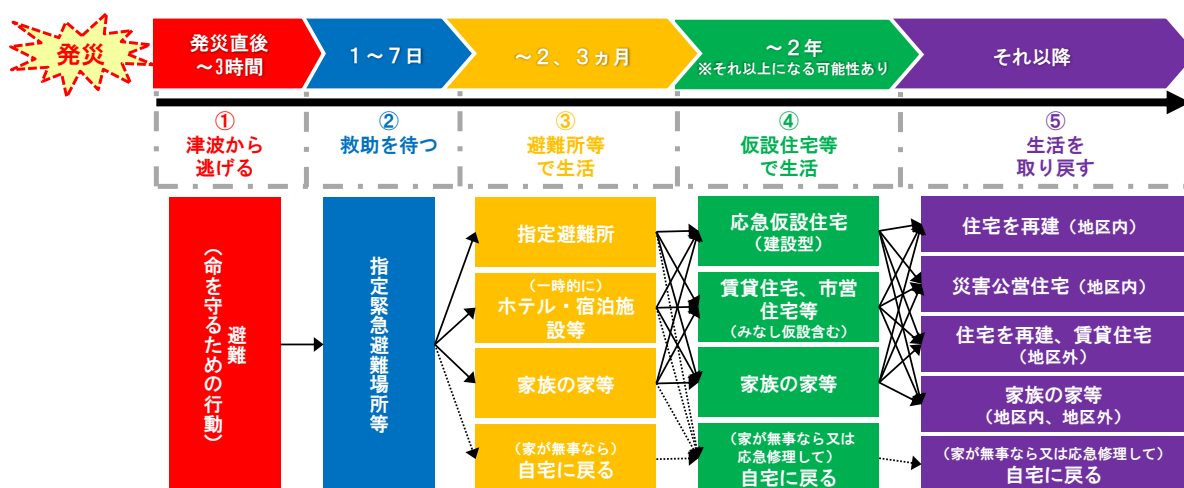 発災
発災直後
～3時間
１～７日
～２、３ヵ月
～２年
※それ以上になる可能性あり
それ以降
①
津波から
逃げる
②
救助を待つ
③
避難所等
で生活
④
仮設住宅等
で生活
⑤
生活を
取り戻す
避難
（命を守るための行動）
指定緊急避難場所等
指定避難所
（一時的に）
ホテル・宿泊施
設等
家族の家等
（家が無事なら）
自宅に戻る
応急仮設住宅
（建設型）
賃貸住宅、市営
住宅等
（みなし仮設含む）
家族の家等
（家が無事なら又は
応急修理して）
自宅に戻る
住宅を再建（地区内）
災害公営住宅（地区内）
住宅を再建、賃貸住宅
（地区外）
家族の家等
（地区内、地区外）
（家が無事なら又は応急修理して）
自宅に戻る